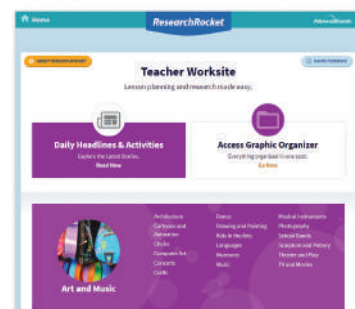 Home
ResearchRocket
Teacher Worksite
Lesson planning and research made easy.
Daily Headlines & Activities
Explore the Latest Stories.
Read Now
Access Graphic Organizer
Everything organized in one spot.
Go Now
Art and Music
Architecture
Cartoons and
Animation
Choirs
Computer Art
Concerts
Crafts
Dance
Drawing and Painting
Kids in the Arts
Languages
Museums
Music
Musical Instruments
Photography
School Bands
Sculpture and Pottery
Theater and Play
TV and Movies